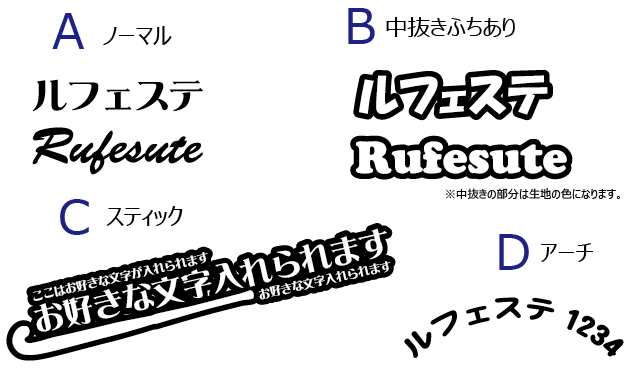 A ノーマル
ルフェステ
Rufesute
B 中抜きふちあり
ルフェステ
Rufesute
※中抜きの部分は生地の色になります。
C スティック
ここはお好きな文字が入れられます
お好きな文字入れられます
お好きな文字入れられます
D アーチ
ルフェステ 1234